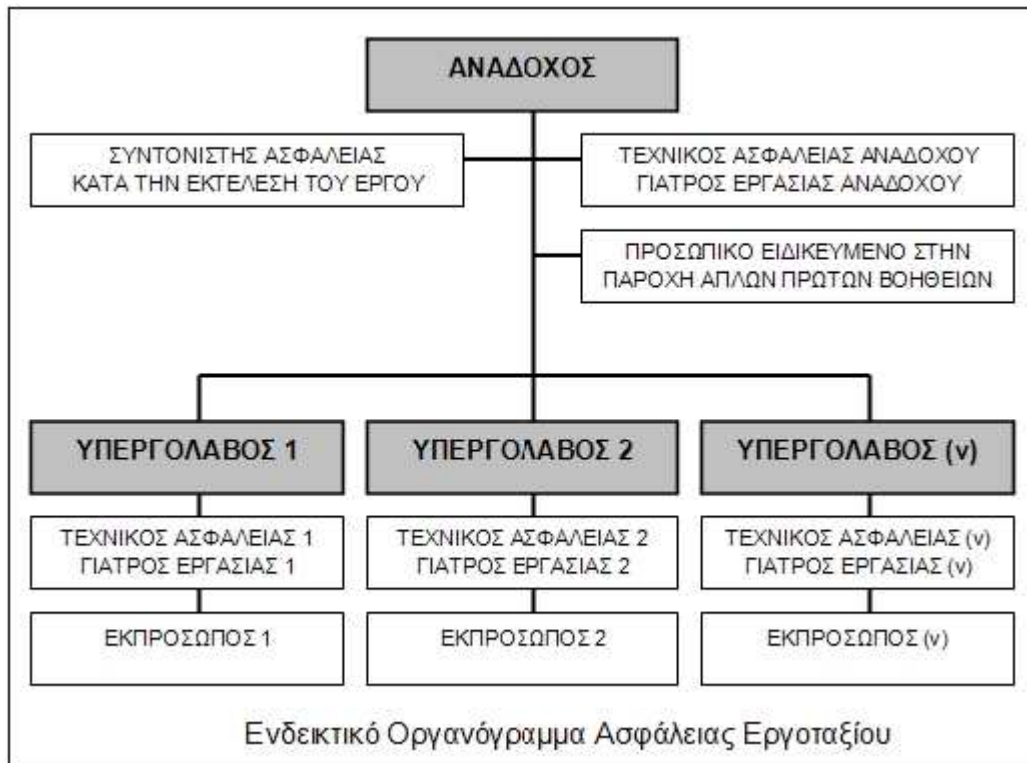 ΑΝΑΔΟΧΟΣ
ΣΥΝΤΟΝΙΣΤΗΣ ΑΣΦΑΛΕΙΑΣ
ΚΑΤΑ ΤΗΝ ΕΚΤΕΛΕΣΗ ΤΟΥ ΕΡΓΟΥ
ΤΕΧΝΙΚΟΣ ΑΣΦΑΛΕΙΑΣ ΑΝΑΔΟΧΟΥ
ΓΙΑΤΡΟΣ ΕΡΓΑΣΙΑΣ ΑΝΑΔΟΧΟΥ
ΠΡΟΣΩΠΙΚΟ ΕΙΔΙΚΕΥΜΕΝΟ ΣΤΗΝ
ΠΑΡΟΧΗ ΑΠΛΩΝ ΠΡΩΤΩΝ ΒΟΗΘΕΙΩΝ
ΥΠΕΡΓΟΛΑΒΟΣ 1
ΤΕΧΝΙΚΟΣ ΑΣΦΑΛΕΙΑΣ 1
ΓΙΑΤΡΟΣ ΕΡΓΑΣΙΑΣ 1
ΕΚΠΡΟΣΩΠΟΣ 1
ΥΠΕΡΓΟΛΑΒΟΣ 2
ΤΕΧΝΙΚΟΣ ΑΣΦΑΛΕΙΑΣ 2
ΓΙΑΤΡΟΣ ΕΡΓΑΣΙΑΣ 2
ΕΚΠΡΟΣΩΠΟΣ 2
ΥΠΕΡΓΟΛΑΒΟΣ (ν)
ΤΕΧΝΙΚΟΣ ΑΣΦΑΛΕΙΑΣ (ν)
ΓΙΑΤΡΟΣ ΕΡΓΑΣΙΑΣ (ν)
ΕΚΠΡΟΣΩΠΟΣ (ν)
Ενδεικτικό Οργανόγραμμα Ασφάλειας Εργοταξίου